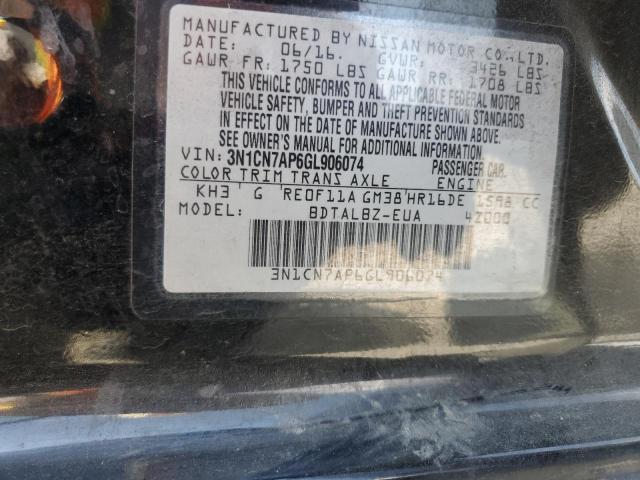 MANUFACTURED BY NISSAN MOTOR CO., LTD.
DATE: 06/16. GVWR: 3426 LBS
GAWR FR: 1750 LBS GAWR RR: 1708 LBS
THIS VEHICLE CONFORMS TO ALL APPLICABLE FEDERAL MOTOR
VEHICLE SAFETY, BUMPER AND THEFT PREVENTION STANDARDS
IN EFFECT ON THE DATE OF MANUFACTURE SHOWN ABOVE.
SEE OWNER'S MANUAL FOR ADDITIONAL INFORMATION
VIN: 3N1CN7AP6GL906074 PASSENGER CAR.
COLOR TRIM TRANS AXLE ENGINE
KH3 G RE0F11A GM38 HR16DE 1598 CC
MODEL: BDTALBZ-EUA 42000
3N1CN7AP6GL906074